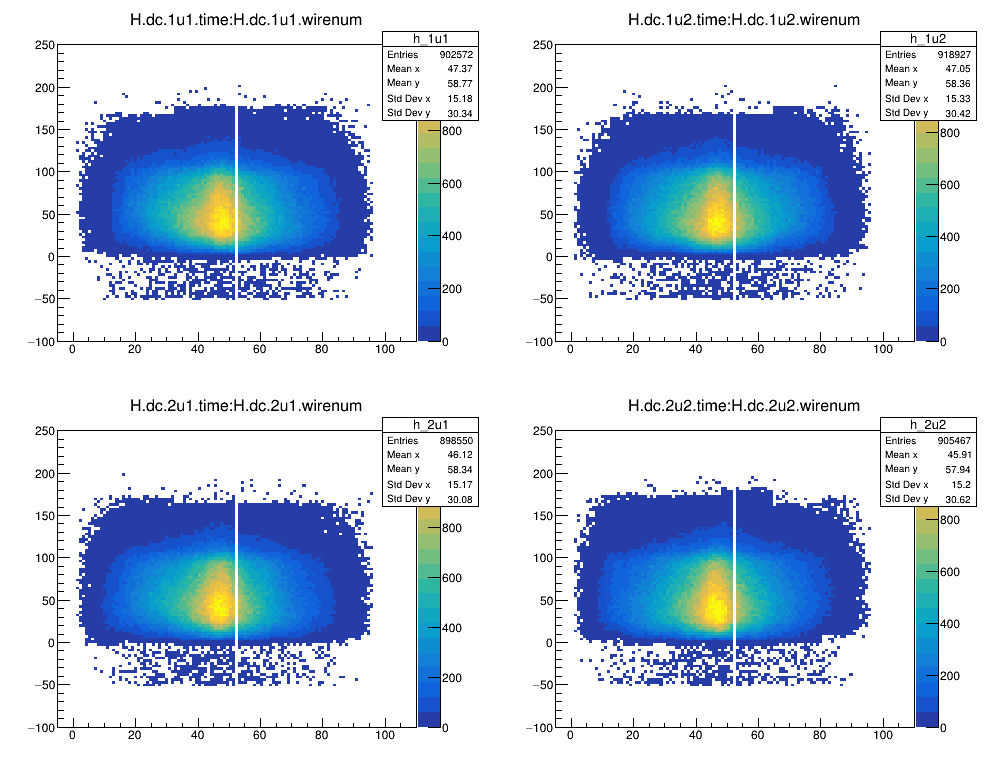 H.dc.1u1.time:H.dc.1u1.wirenum
h_1u1
Entries 902572
Mean x 47.37
Mean y 58.77
Std Dev x 15.18
Std Dev y 30.34
250
200
150
100
50
0
−50
−100
0 20 40 60 80 100
800
600
400
200
0
H.dc.1u2.time:H.dc.1u2.wirenum
h_1u2
Entries 918927
Mean x 47.05
Mean y 58.36
Std Dev x 15.33
Std Dev y 30.42
250
200
150
100
50
0
−50
−100
0 20 40 60 80 100
800
600
400
200
0
H.dc.2u1.time:H.dc.2u1.wirenum
h_2u1
Entries 898550
Mean x 46.12
Mean y 58.34
Std Dev x 15.17
Std Dev y 30.08
250
200
150
100
50
0
−50
−100
0 20 40 60 80 100
800
600
400
200
0
H.dc.2u2.time:H.dc.2u2.wirenum
h_2u2
Entries 905467
Mean x 45.91
Mean y 57.94
Std Dev x 15.2
Std Dev y 30.62
250
200
150
100
50
0
−50
−100
0 20 40 60 80 100
800
600
400
200
0